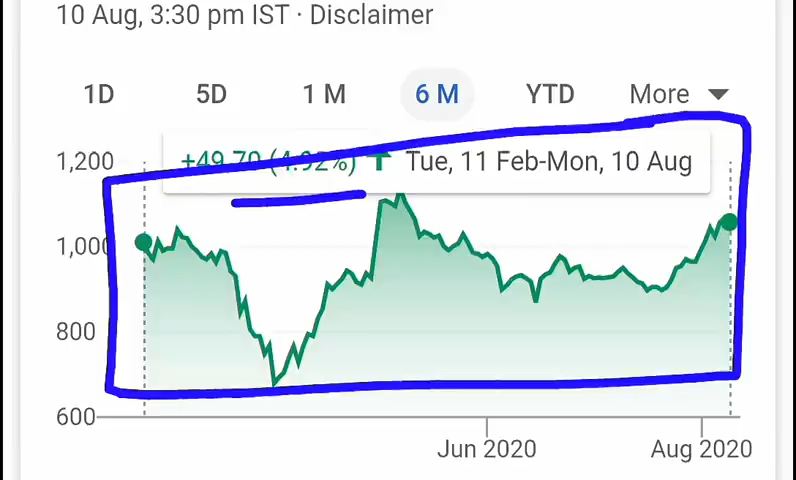 10 Aug, 3:30 pm IST · Disclaimer
1D 5D 1 M 6 M YTD More
+49.70 (4.92%) Tue, 11 Feb-Mon, 10 Aug
1,200
1,000
800
600
Jun 2020 Aug 2020